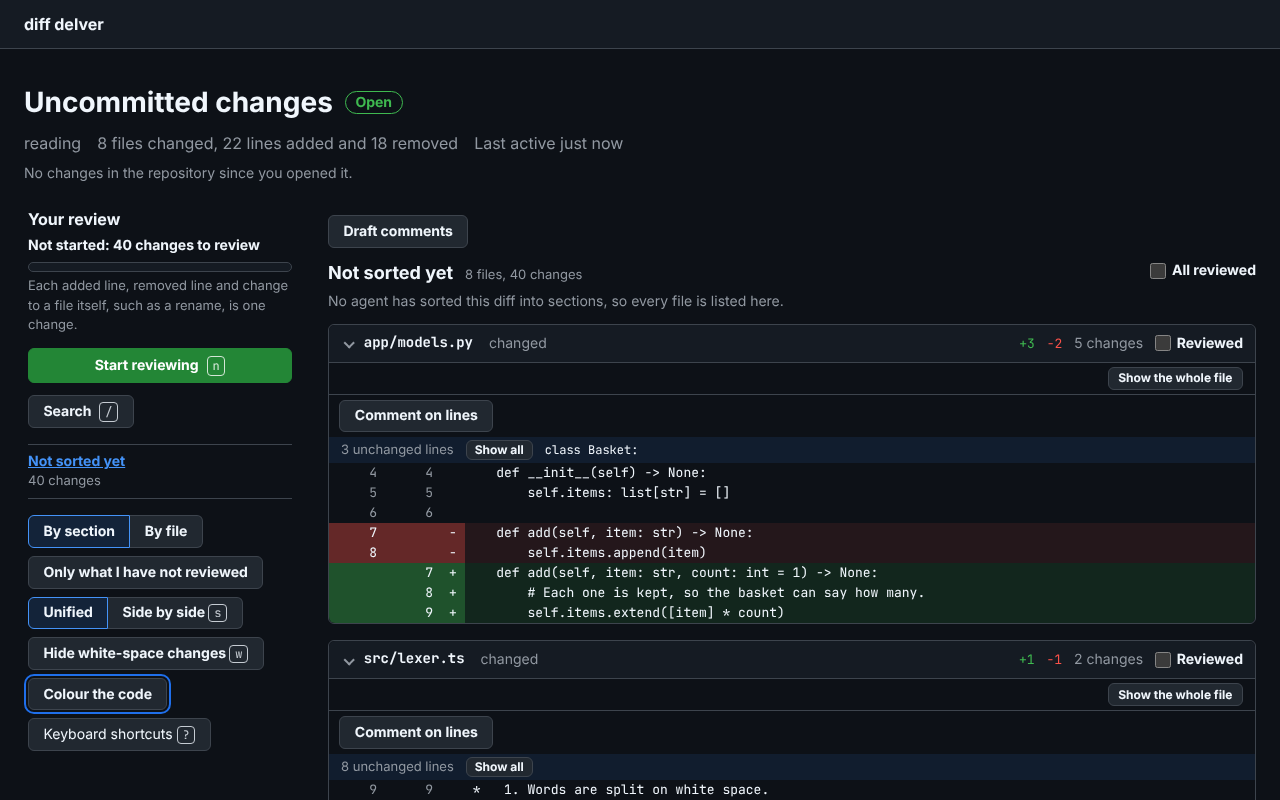 diff delver
Uncommitted changes Open
reading 8 files changed, 22 lines added and 18 removed Last active just now
No changes in the repository since you opened it.
Your review
Not started: 40 changes to review
Each added line, removed line and change
to a file itself, such as a rename, is one
change.
Start reviewing n
Search /
Not sorted yet
40 changes
By section By file
Only what I have not reviewed
Unified Side by side s
Hide white-space changes w
Colour the code
Keyboard shortcuts ?
Draft comments
Not sorted yet 8 files, 40 changes All reviewed
No agent has sorted this diff into sections, so every file is listed here.
app/models.py changed +3 -2 5 changes Reviewed
Show the whole file
Comment on lines
3 unchanged lines Show all class Basket:
4 4 def __init__(self) -> None:
5 5 self.items: list[str] = []
6 6
7 - def add(self, item: str) -> None:
8 - self.items.append(item)
7 + def add(self, item: str, count: int = 1) -> None:
8 + # Each one is kept, so the basket can say how many.
9 + self.items.extend([item] * count)
src/lexer.ts changed +1 -1 2 changes Reviewed
Show the whole file
Comment on lines
8 unchanged lines Show all
9 9 * 1. Words are split on white space.